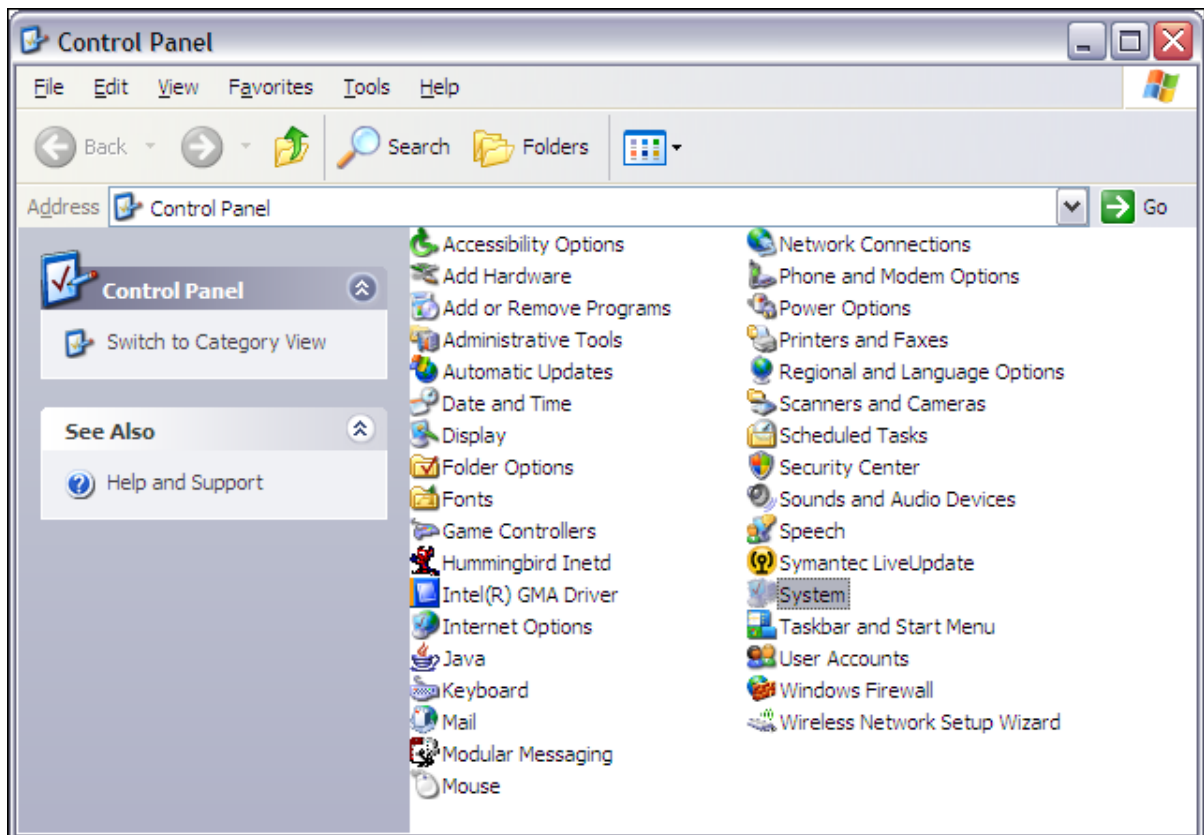 Control Panel
File Edit View Favorites Tools Help
Back Search Folders
Address Control Panel Go
Control Panel
Switch to Category View
See Also
Help and Support
Accessibility Options
Add Hardware
Add or Remove Programs
Administrative Tools
Automatic Updates
Date and Time
Display
Folder Options
Fonts
Game Controllers
Hummingbird Inetd
Intel(R) GMA Driver
Internet Options
Java
Keyboard
Mail
Modular Messaging
Mouse
Network Connections
Phone and Modem Options
Power Options
Printers and Faxes
Regional and Language Options
Scanners and Cameras
Scheduled Tasks
Security Center
Sounds and Audio Devices
Speech
Symantec LiveUpdate
System
Taskbar and Start Menu
User Accounts
Windows Firewall
Wireless Network Setup Wizard